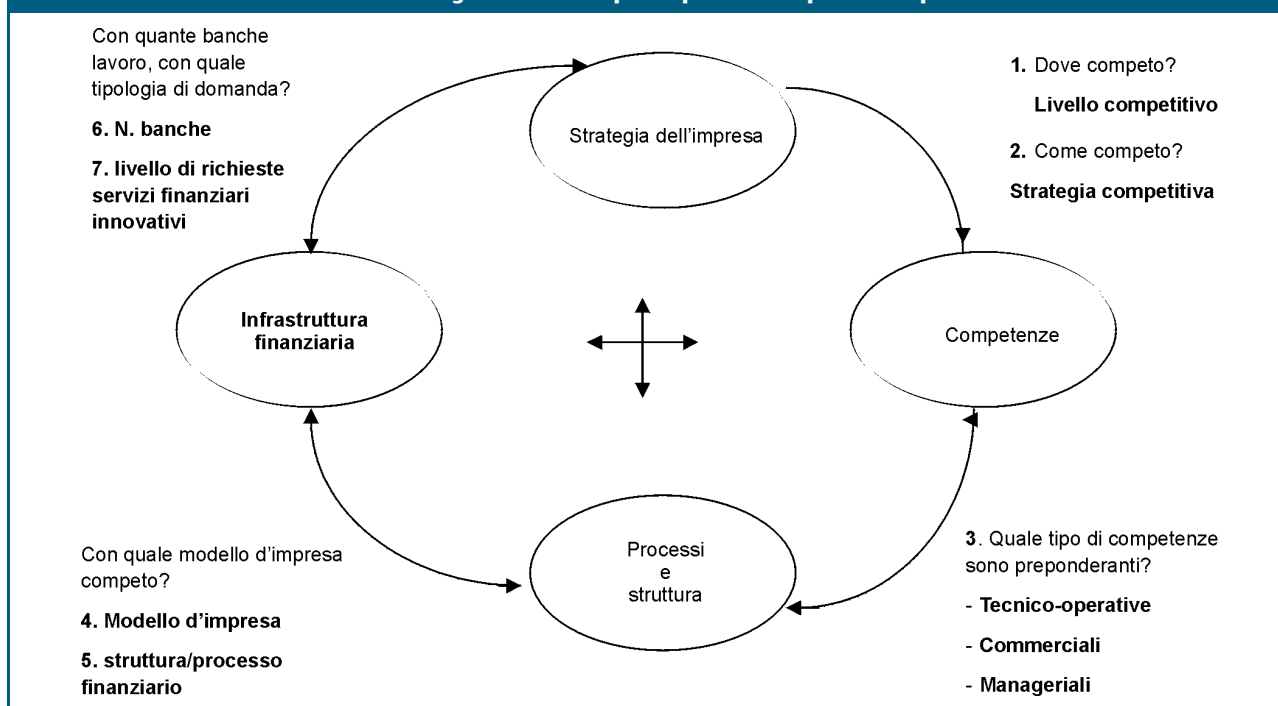 Con quante banche
lavoro, con quale
tipologia di domanda?
6. N. banche
7. livello di richieste
servizi finanziari
innovativi
Strategia dell'impresa
1. Dove competo?
Livello competitivo
2. Come competo?
Strategia competitiva
Infrastruttura
finanziaria
Competenze
Con quale modello d'impresa
competo?
4. Modello d'impresa
5. struttura/processo
finanziario
Processi
e
struttura
3. Quale tipo di competenze
sono preponderanti?
- Tecnico-operative
- Commerciali
- Manageriali